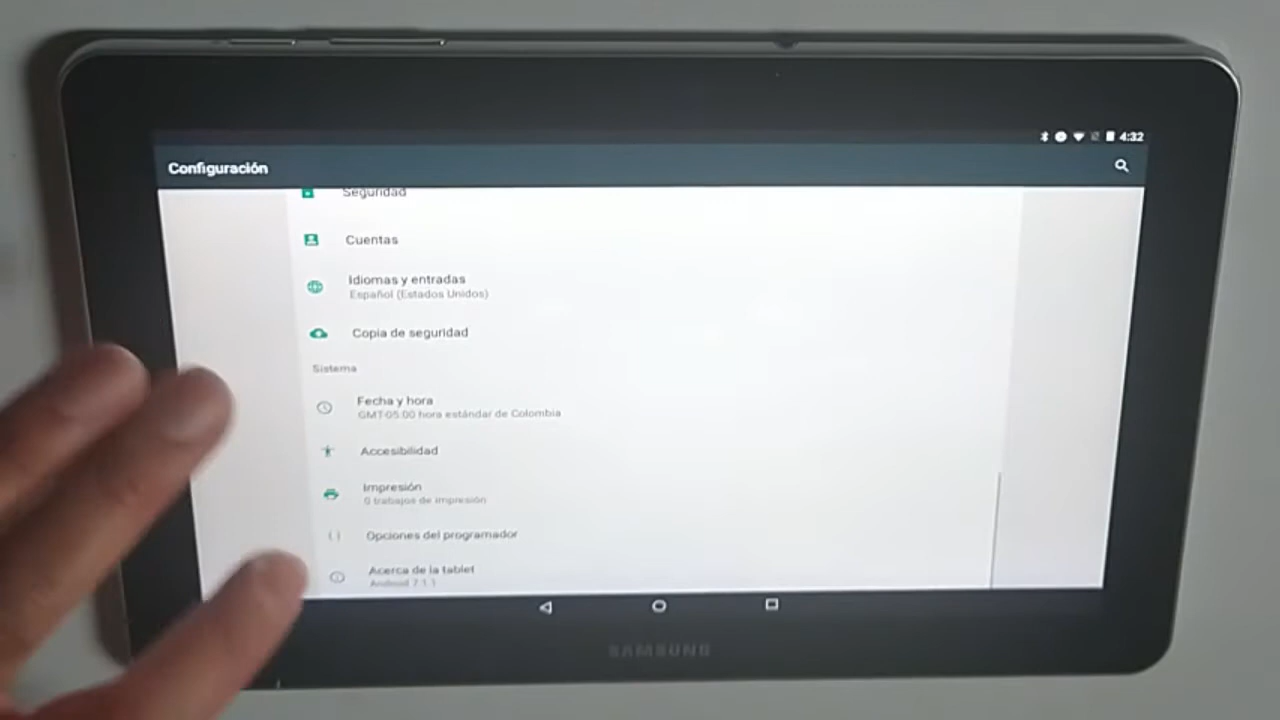 4:32
Configuración
Seguridad
Cuentas
Idiomas y entradas
Español (Estados Unidos)
Copia de seguridad
Sistema
Fecha y hora
GMT-05:00 hora estándar de Colombia
Accesibilidad
Impresión
0 trabajos de impresión
Opciones del programador
Acerca de la tablet
Android 7.1.1
SAMSUNG